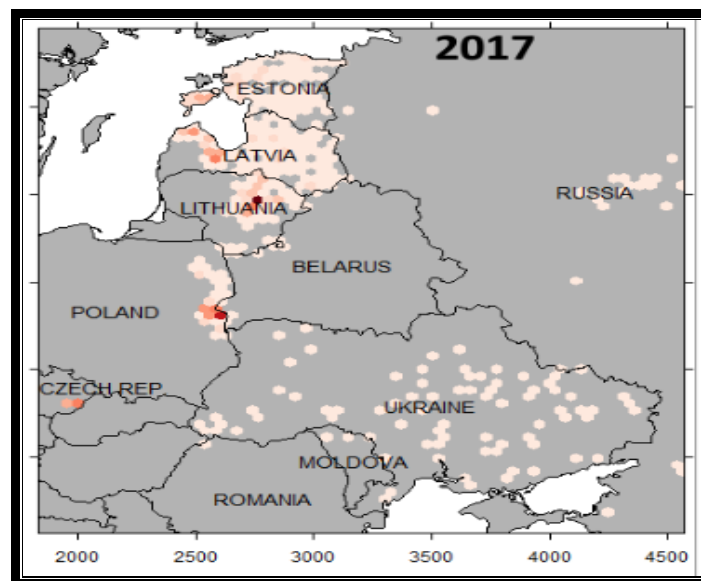 2017
ESTONIA
LATVIA
RUSSIA
LITHUANIA
BELARUS
POLAND
CZECH REP
UKRAINE
MOLDOVA
ROMANIA
2000 2500 3000 3500 4000 4500